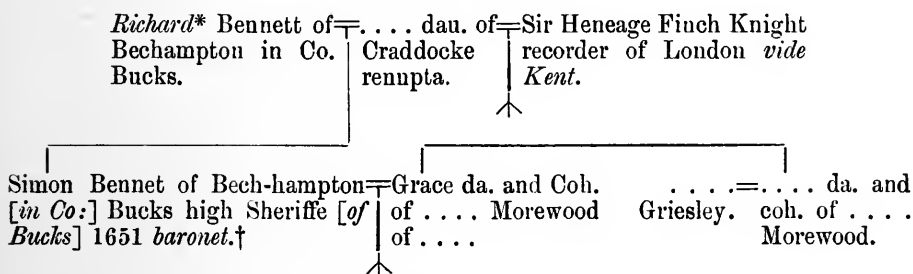 Richard* Bennett of
Bechampton in Co.
Bucks.
. . . . dau. of
Craddocke
renupta.
Sir Heneage Finch Knight
recorder of London vide
Kent.
Simon Bennet of Bech-hampton
[in Co:] Bucks high Sheriffe [of
Bucks] 1651 baronet.†
Grace da. and Coh.
of . . . . Morewood
of . . . .
. . . .
Griesley.
. . . . da. and
coh. of . . . .
Morewood.